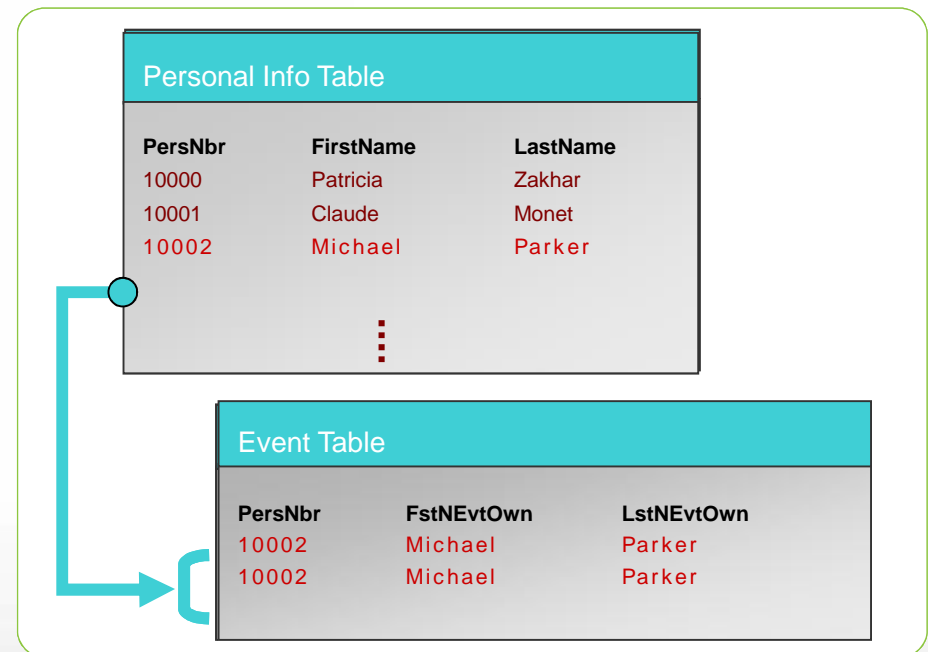 Personal Info Table
PersNbr FirstName LastName
10000 Patricia Zakhar
10001 Claude Monet
10002 Michael Parker
Event Table
PersNbr FstNEvtOwn LstNEvtOwn
10002 Michael Parker
10002 Michael Parker